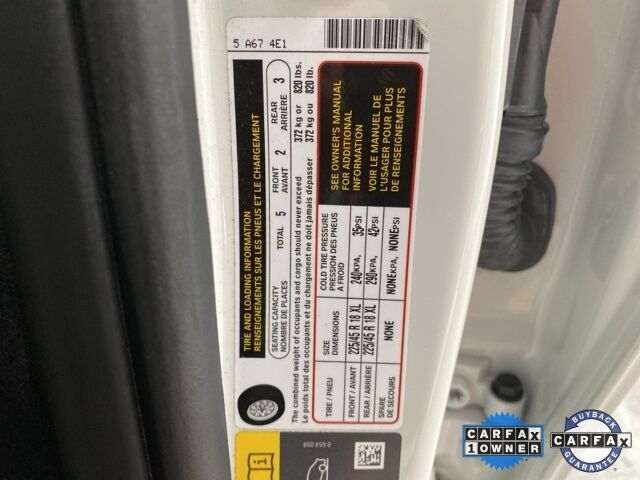 5 A67 4E1
TIRE AND LOADING INFORMATION
RENSEIGNEMENTS SUR LES PNEUS ET LE CHARGEMENT
SEATING CAPACITY TOTAL 5 FRONT 2 REAR 3
NOMBRE DE PLACES AVANT ARRIÈRE
The combined weight of occupants and cargo should never exceed 372 kg or 820 lbs.
Le poids total des occupants et du chargement ne doit jamais dépasser 372 kg ou 820 lb.
TIRE / PNEU SIZE DIMENSIONS COLD TIRE PRESSURE PRESSION DES PNEUS A FROID
FRONT / AVANT 225/45 R 18 XL 240KPA, 35PSI
REAR / ARRIÈRE 225/45 R 18 XL 290KPA, 42PSI
SPARE DE SECOURS NONE NONEKPA, NONEPSI
SEE OWNER'S MANUAL
FOR ADDITIONAL
INFORMATION
VOIR LE MANUEL DE
L'USAGER POUR PLUS
DE RENSEIGNEMENTS
8 654 058
i
CARFAX
1 OWNER
BUYBACK
CARFAX
GUARANTEE